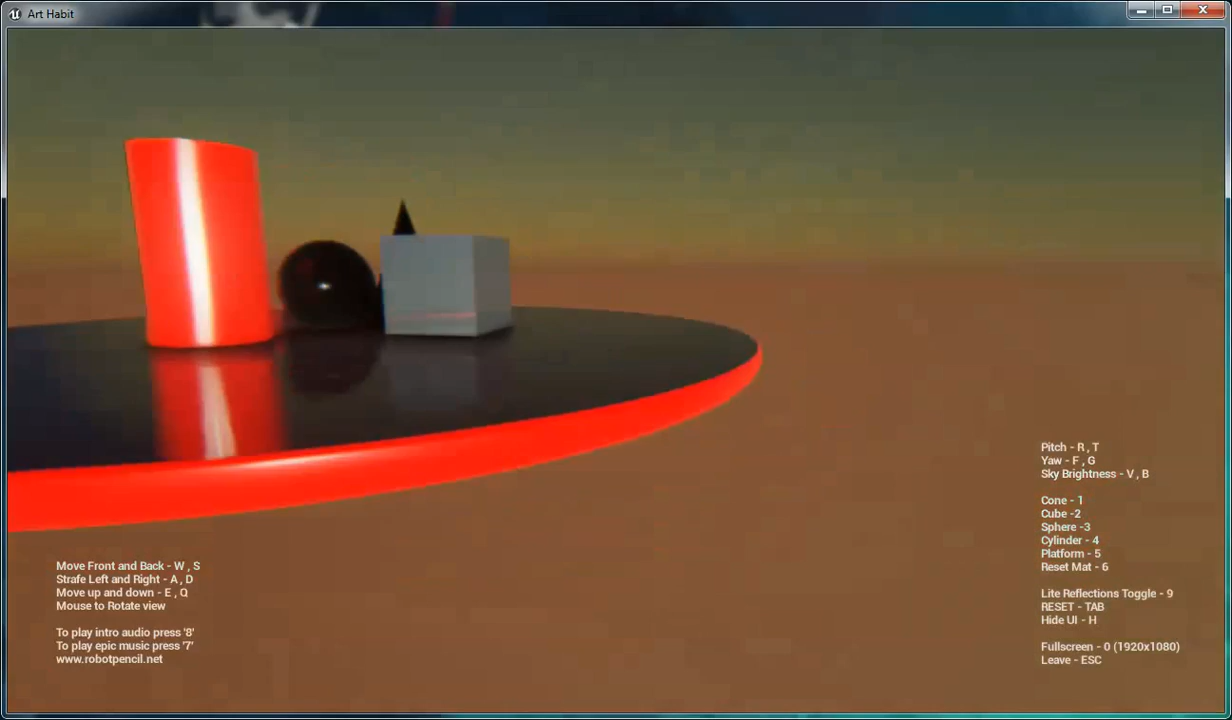 Art Habit
Move Front and Back - W , S
Strafe Left and Right - A , D
Move up and down - E , Q
Mouse to Rotate view
To play intro audio press '8'
To play epic music press '7'
www.robotpencil.net
Pitch - R , T
Yaw - F , G
Sky Brightness - V , B
Cone - 1
Cube -2
Sphere -3
Cylinder - 4
Platform - 5
Reset Mat - 6
Lite Reflections Toggle - 9
RESET - TAB
Hide UI - H
Fullscreen - 0 (1920x1080)
Leave - ESC